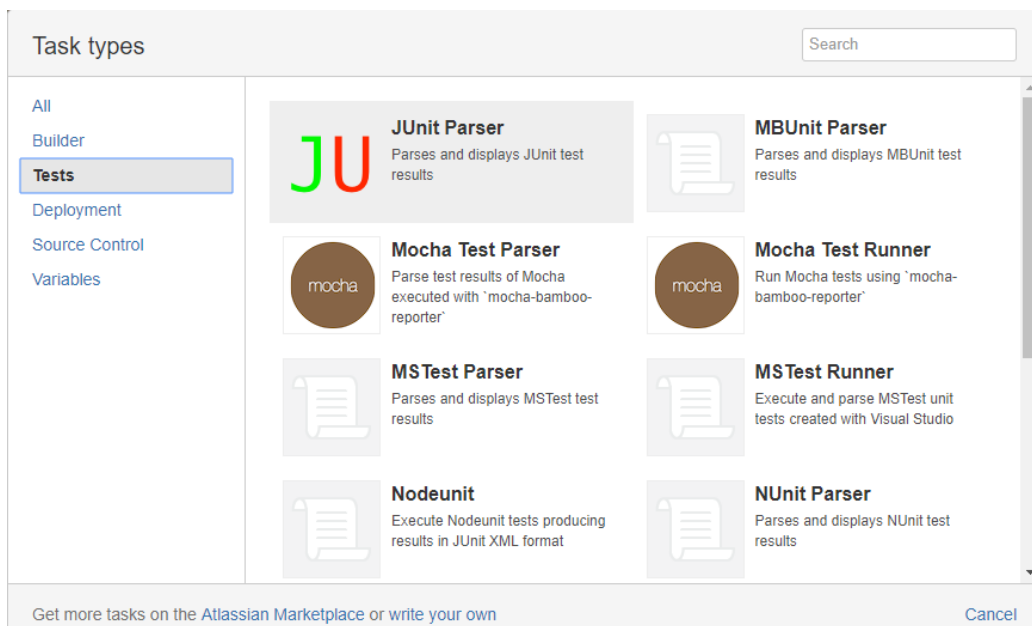 Task types
Search
All
Builder
Tests
Deployment
Source Control
Variables
JU
JUnit Parser
Parses and displays JUnit test
results
MBUnit Parser
Parses and displays MBUnit test
results
mocha
Mocha Test Parser
Parse test results of Mocha
executed with `mocha-bamboo-
reporter`
mocha
Mocha Test Runner
Run Mocha tests using `mocha-
bamboo-reporter`
MSTest Parser
Parses and displays MSTest test
results
MSTest Runner
Execute and parse MSTest unit
tests created with Visual Studio
Nodeunit
Execute Nodeunit tests producing
results in JUnit XML format
NUnit Parser
Parses and displays NUnit test
results
Get more tasks on the Atlassian Marketplace or write your own
Cancel